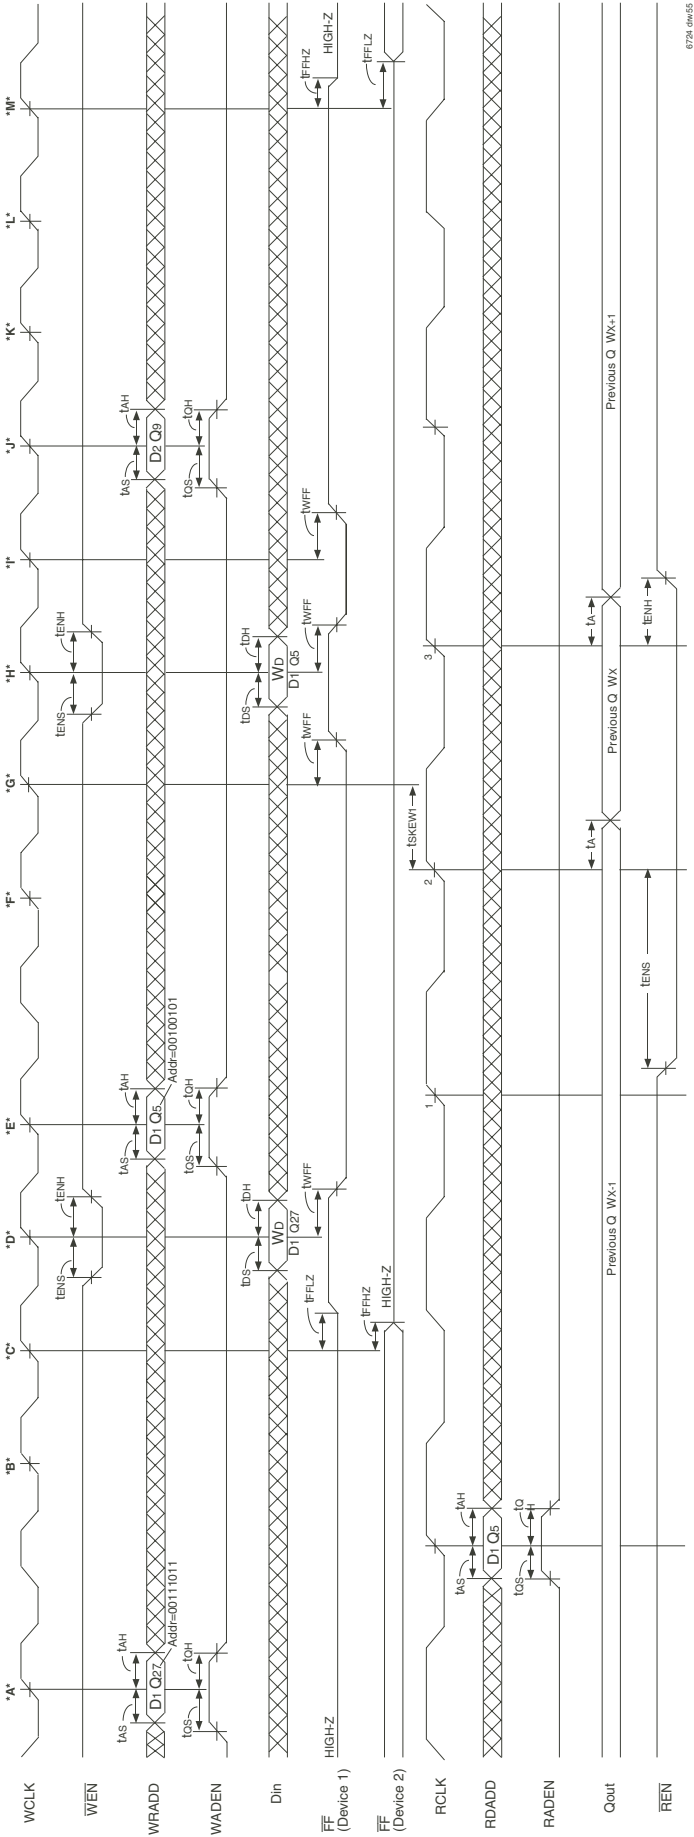 *A*
*B*
*C*
*D*
*E*
*F*
*G*
*H*
*I*
*J*
*K*
*L*
*M*
WCLK
tENS
tENH
tENS
tENH
WEN
tAS
tAH
tAS
tAH
tAS
tAH
WRADD
D1 Q27
D1 Q5
D2 Q9
Addr=00111011
Addr=00100101
tQS
tQH
tQS
tQH
tQS
tQH
WADEN
tDS
tDH
tDS
tDH
Din
WD
D1 Q27
WD
D1 Q5
tFFLZ
tWFF
tWFF
tWFF
tWFF
tFFHZ
FF
(Device 1)
HIGH-Z
HIGH-Z
tFFHZ
HIGH-Z
tFFLZ
FF
(Device 2)
tSKEW1
RCLK
1
2
3
tAS
tAH
RDADD
D1 Q5
tQS
tQH
RADEN
tA
tA
Qout
Previous Q WX-1
Previous Q WX
Previous Q WX+1
tENS
tENH
REN
6724 drw55